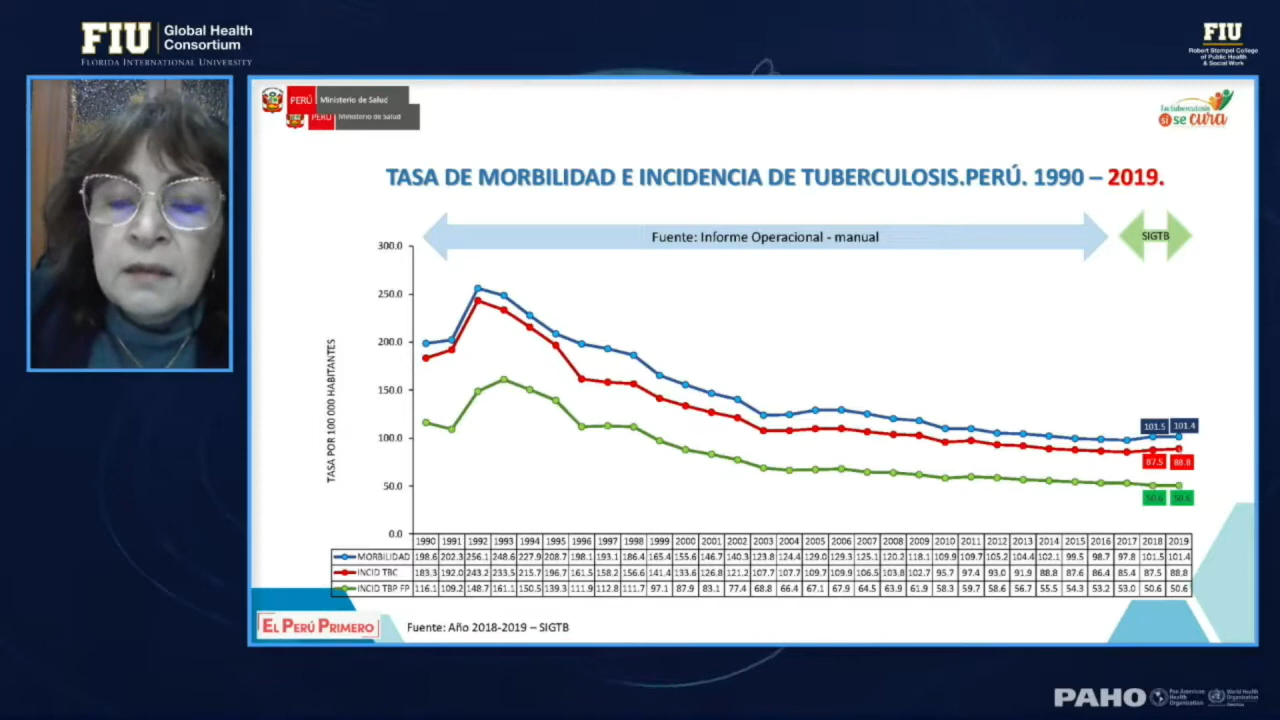 FIU Global Health Consortium
FLORIDA INTERNATIONAL UNIVERSITY
FIU
Robert Stempel College
of Public Health
& Social Work
PERÚ Ministerio de Salud
PERÚ Ministerio de Salud
La tuberculosis
sí se cura
TASA DE MORBILIDAD E INCIDENCIA DE TUBERCULOSIS.PERÚ. 1990 – 2019.
Fuente: Informe Operacional - manual
SIGTB
TASA POR 100 000 HABITANTES
300.0
250.0
200.0
150.0
100.0
50.0
0.0
101.5 101.4
87.5 88.8
50.6 50.6
1990 1991 1992 1993 1994 1995 1996 1997 1998 1999 2000 2001 2002 2003 2004 2005 2006 2007 2008 2009 2010 2011 2012 2013 2014 2015 2016 2017 2018 2019
MORBILIDAD 198.6 202.3 256.1 248.6 227.9 208.7 198.1 193.1 186.4 165.4 155.6 146.7 140.3 123.8 124.4 129.0 129.3 125.1 120.2 118.1 109.9 109.7 105.2 104.4 102.1 99.5 98.7 97.8 101.5 101.4
INCID TBC 183.3 192.0 243.2 233.5 215.7 196.7 161.5 158.2 156.6 141.4 133.6 126.8 121.2 107.7 107.7 109.7 109.9 106.5 103.8 102.7 95.7 97.4 93.0 91.9 88.8 87.6 86.4 85.4 87.5 88.8
INCID TBP FP 116.1 109.2 148.7 161.1 150.5 139.3 111.9 112.8 111.7 97.1 87.9 83.1 77.4 68.8 66.4 67.1 67.9 64.5 63.9 61.9 58.3 59.7 58.6 56.7 55.5 54.3 53.2 53.0 50.6 50.6
EL PERÚ PRIMERO
Fuente: Año 2018-2019 – SIGTB
PAHO
Pan American
Health
Organization
World Health
Organization